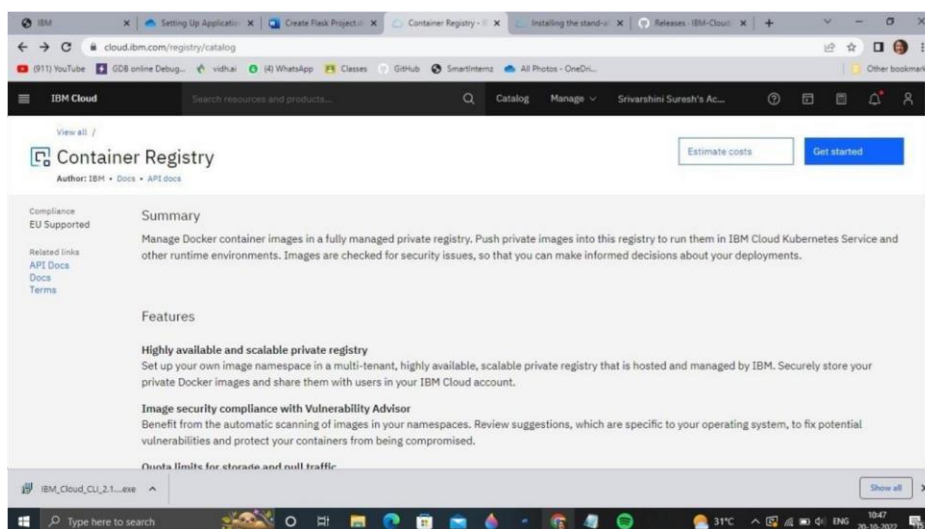 IBM
Setting Up Applicatio
Create Flask Project
Container Registry -
Installing the stand-a
Releases · IBM-Cloud
cloud.ibm.com/registry/catalog
(911) YouTube
GDB online Debug...
vidh.ai
(4) WhatsApp
Classes
GitHub
SmartInternz
All Photos - OneDri...
Other bookmark
IBM Cloud
Search resources and products...
Catalog
Manage
Srivarshini Suresh's Ac...
View all /
Container Registry
Author: IBM • Docs • API docs
Estimate costs
Get started
Compliance
EU Supported
Related links
API Docs
Docs
Terms
Summary
Manage Docker container images in a fully managed private registry. Push private images into this registry to run them in IBM Cloud Kubernetes Service and
other runtime environments. Images are checked for security issues, so that you can make informed decisions about your deployments.
Features
Highly available and scalable private registry
Set up your own image namespace in a multi-tenant, highly available, scalable private registry that is hosted and managed by IBM. Securely store your
private Docker images and share them with users in your IBM Cloud account.
Image security compliance with Vulnerability Advisor
Benefit from the automatic scanning of images in your namespaces. Review suggestions, which are specific to your operating system, to fix potential
vulnerabilities and protect your containers from being compromised.
Quota limits for storage and pull traffic
IBM_Cloud_CLI_2.1....exe
Show all
Type here to search
31°C
ENG
10:47
20-10-2022